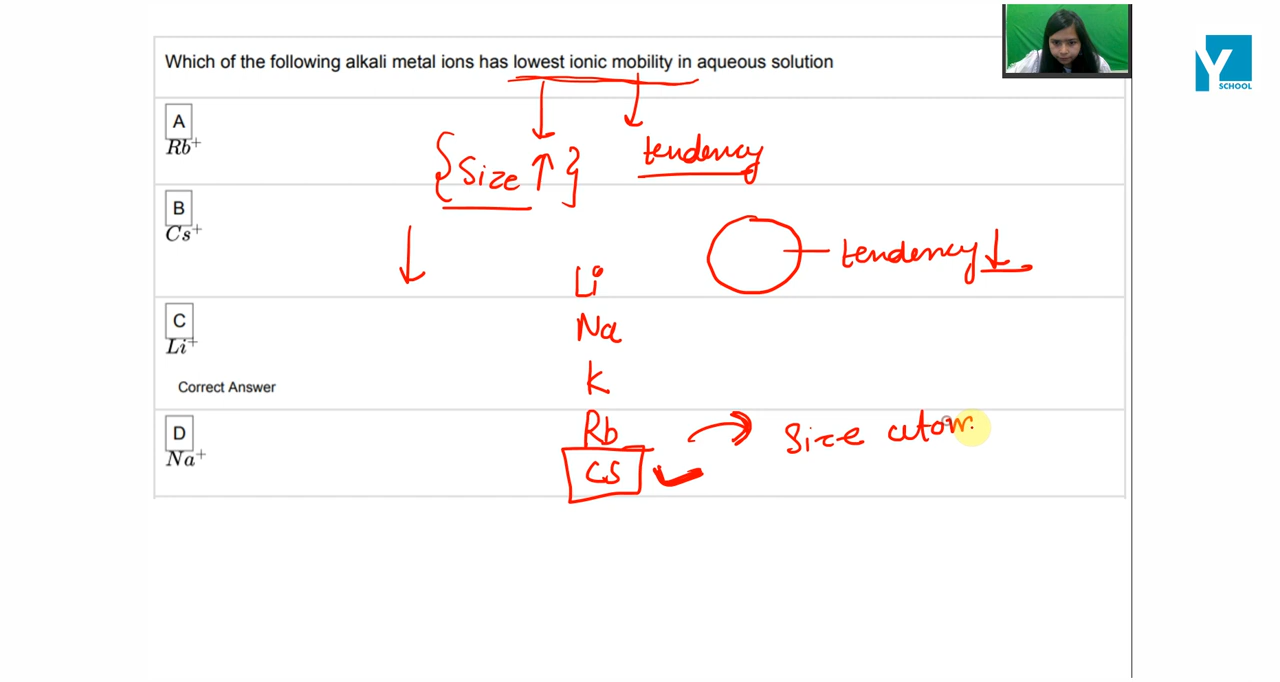 Which of the following alkali metal ions has lowest ionic mobility in aqueous solution
A
Rb+
{Size ↑}
tendency
B
Cs+
tendency ↓
Li
C
Li+
Na
Correct Answer
K
D
Na+
Rb
Size atom
Cs
Y
SCHOOL